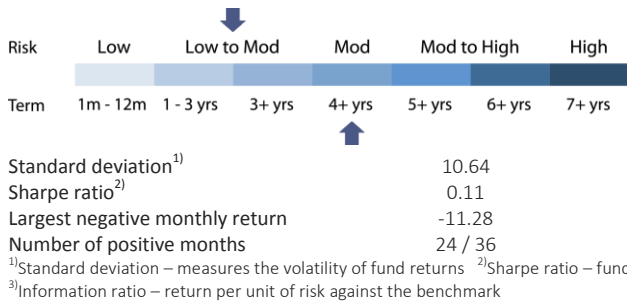 Risk Low Low to Mod Mod Mod to High High
Term 1m - 12m 1 - 3 yrs 3+ yrs 4+ yrs 5+ yrs 6+ yrs 7+ yrs
Standard deviation1) 10.64
Sharpe ratio2) 0.11
Largest negative monthly return -11.28
Number of positive months 24 / 36
1)Standard deviation – measures the volatility of fund returns 2)Sharpe ratio – fund
3)Information ratio – return per unit of risk against the benchmark